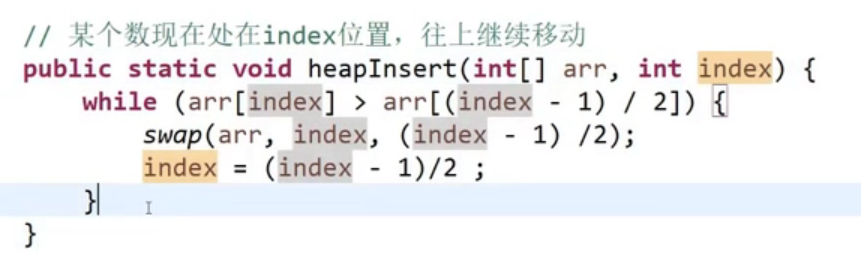 // 某个数现在处在index位置，往上继续移动
public static void heapInsert(int[] arr, int index) {
while (arr[index] > arr[(index - 1) / 2]) {
swap(arr, index, (index - 1) /2);
index = (index - 1)/2 ;
}
}